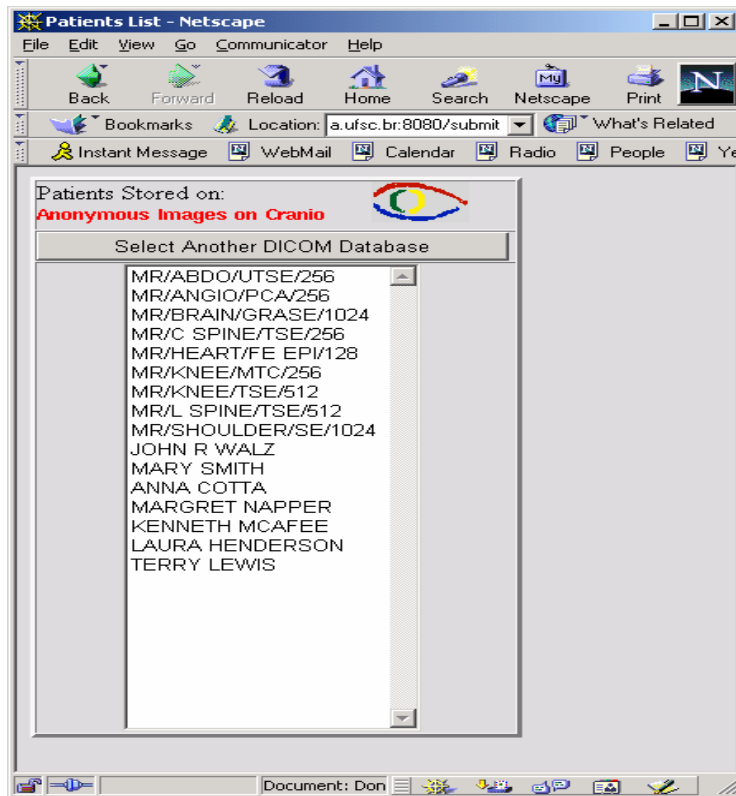 Patients List - Netscape
File Edit View Go Communicator Help
Back Forward Reload Home Search Netscape Print
My
N
Bookmarks Location: a.ufsc.br:8080/submit What's Related
Instant Message WebMail Calendar Radio People Ye
Patients Stored on:
Anonymous Images on Cranio
Select Another DICOM Database
MR/ABDO/UTSE/256
MR/ANGIO/PCA/256
MR/BRAIN/GRASE/1024
MR/C SPINE/TSE/256
MR/HEART/FE EPI/128
MR/KNEE/MTC/256
MR/KNEE/TSE/512
MR/L SPINE/TSE/512
MR/SHOULDER/SE/1024
JOHN R WALZ
MARY SMITH
ANNA COTTA
MARGRET NAPPER
KENNETH MCAFEE
LAURA HENDERSON
TERRY LEWIS
Document: Don